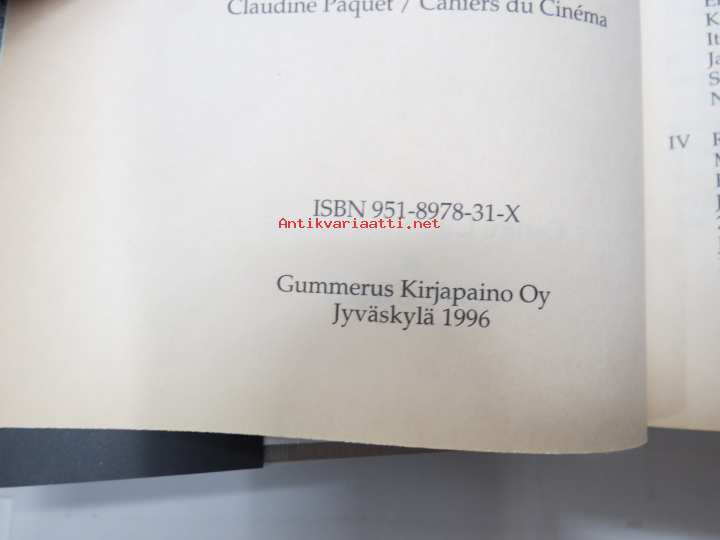 Claudine Paquet / Cahiers du Cinéma
ISBN 951-8978-31-X
Antikvariaatti.net
Gummerus Kirjapaino Oy
Jyväskylä 1996
IV